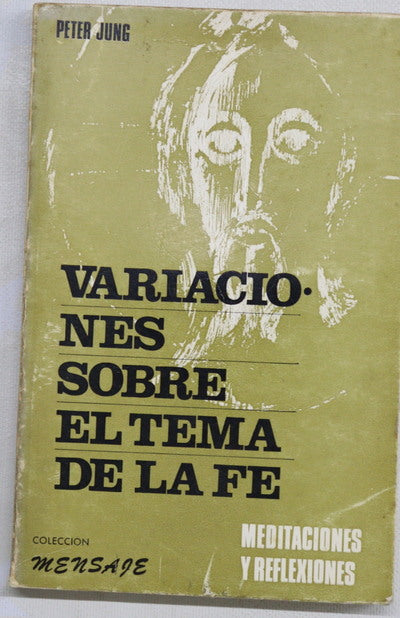 PETER JUNG
VARIACIO·
NES
SOBRE
EL TEMA
DE LA FE
COLECCION
MENSAJE
MEDITACIONES
Y REFLEXIONES